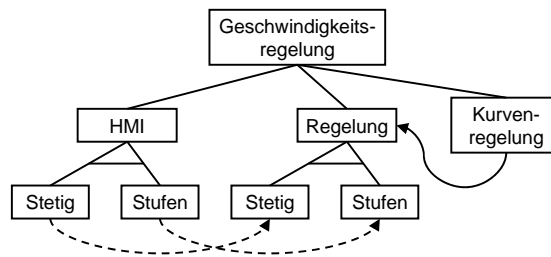 Geschwindigkeits-
regelung
HMI
Regelung
Kurven-
regelung
Stetig
Stufen
Stetig
Stufen